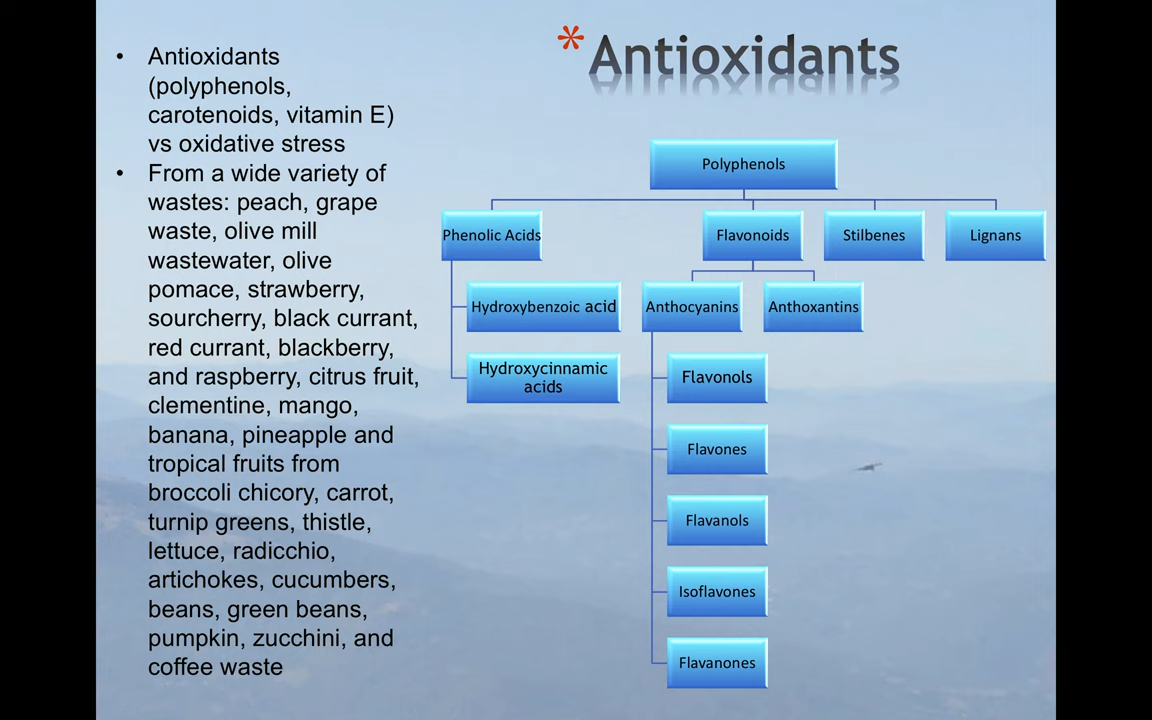 * Antioxidants
• Antioxidants
(polyphenols,
carotenoids, vitamin E)
vs oxidative stress
• From a wide variety of
wastes: peach, grape
waste, olive mill
wastewater, olive
pomace, strawberry,
sourcherry, black currant,
red currant, blackberry,
and raspberry, citrus fruit,
clementine, mango,
banana, pineapple and
tropical fruits from
broccoli chicory, carrot,
turnip greens, thistle,
lettuce, radicchio,
artichokes, cucumbers,
beans, green beans,
pumpkin, zucchini, and
coffee waste
Polyphenols
Phenolic Acids
Flavonoids
Stilbenes
Lignans
Hydroxybenzoic acid
Hydroxycinnamic
acids
Anthocyanins
Anthoxantins
Flavonols
Flavones
Flavanols
Isoflavones
Flavanones